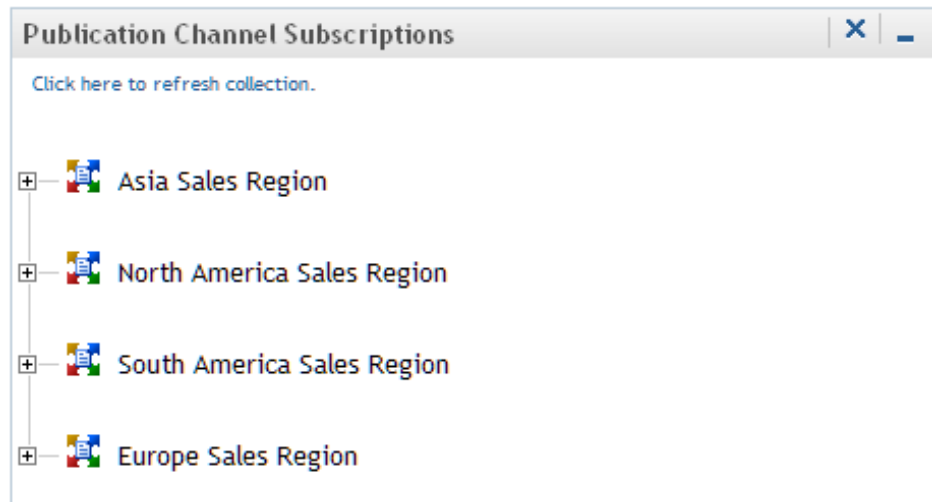 Publication Channel Subscriptions
Click here to refresh collection.
Asia Sales Region
North America Sales Region
South America Sales Region
Europe Sales Region